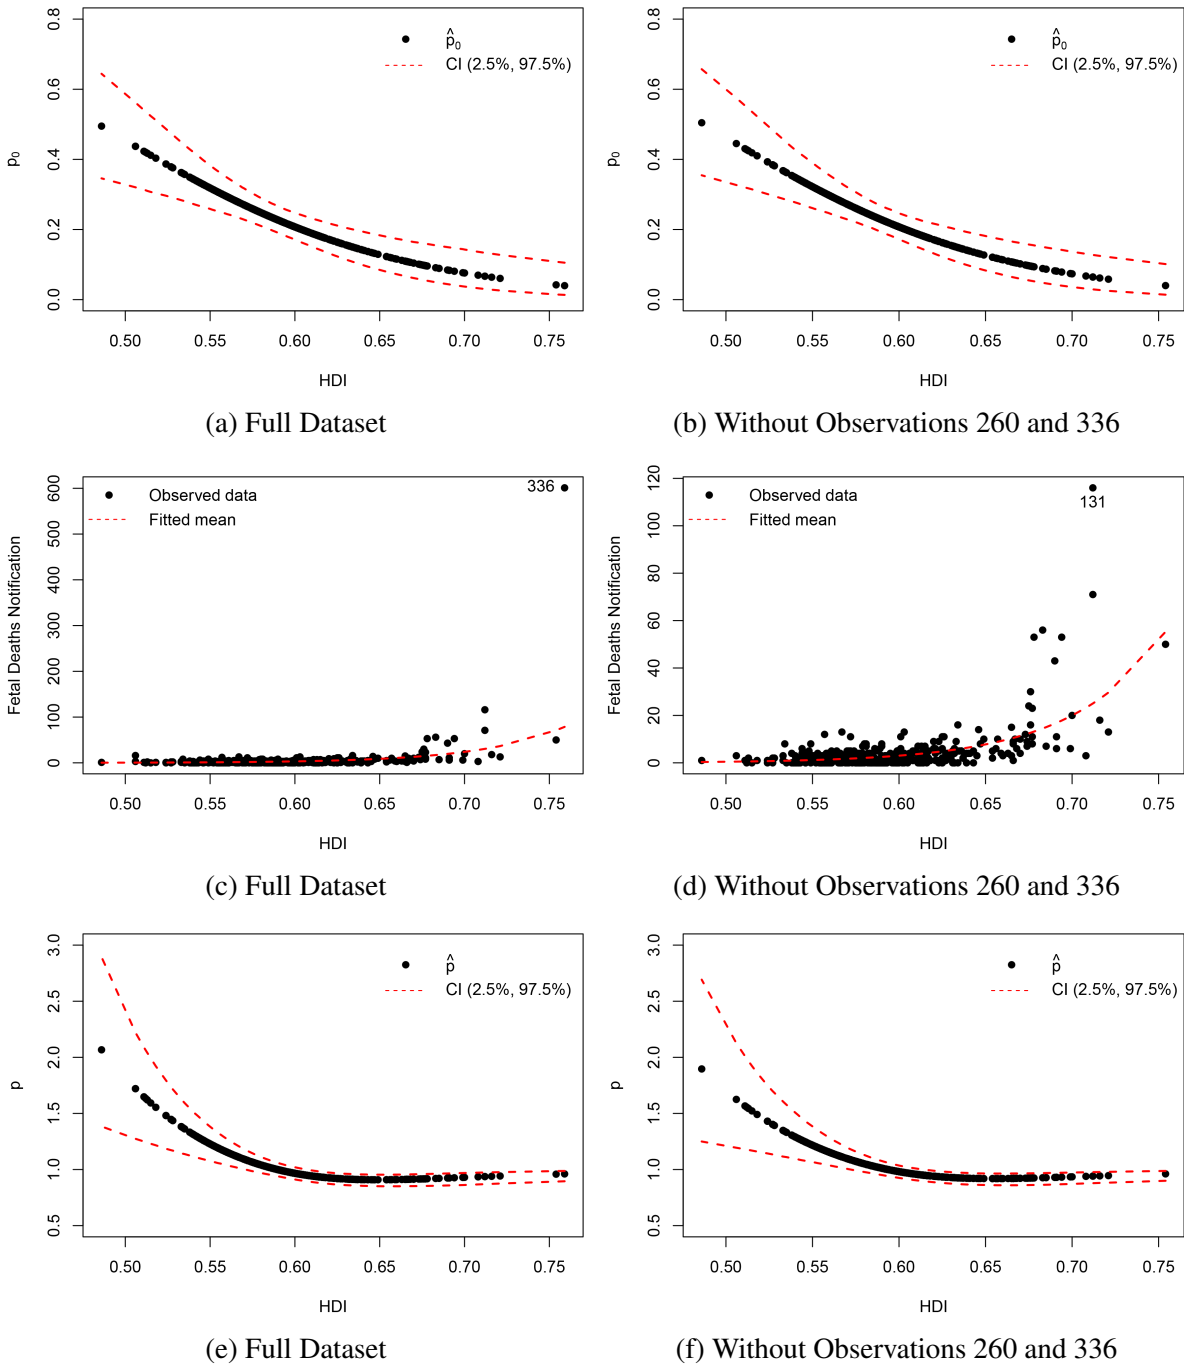 0.8
0.6
0.4
0.2
0.0
p₀
p̂₀
CI (2.5%, 97.5%)
0.50 0.55 0.60 0.65 0.70 0.75
HDI
(a) Full Dataset
0.8
0.6
0.4
0.2
0.0
p₀
p̂₀
CI (2.5%, 97.5%)
0.50 0.55 0.60 0.65 0.70 0.75
HDI
(b) Without Observations 260 and 336
600
500
400
300
200
100
0
Fetal Deaths Notification
Observed data
Fitted mean
336
0.50 0.55 0.60 0.65 0.70 0.75
HDI
(c) Full Dataset
120
100
80
60
40
20
0
Fetal Deaths Notification
Observed data
Fitted mean
131
0.50 0.55 0.60 0.65 0.70 0.75
HDI
(d) Without Observations 260 and 336
3.0
2.5
2.0
1.5
1.0
0.5
p
p̂
CI (2.5%, 97.5%)
0.50 0.55 0.60 0.65 0.70 0.75
HDI
(e) Full Dataset
3.0
2.5
2.0
1.5
1.0
0.5
p
p̂
CI (2.5%, 97.5%)
0.50 0.55 0.60 0.65 0.70 0.75
HDI
(f) Without Observations 260 and 336